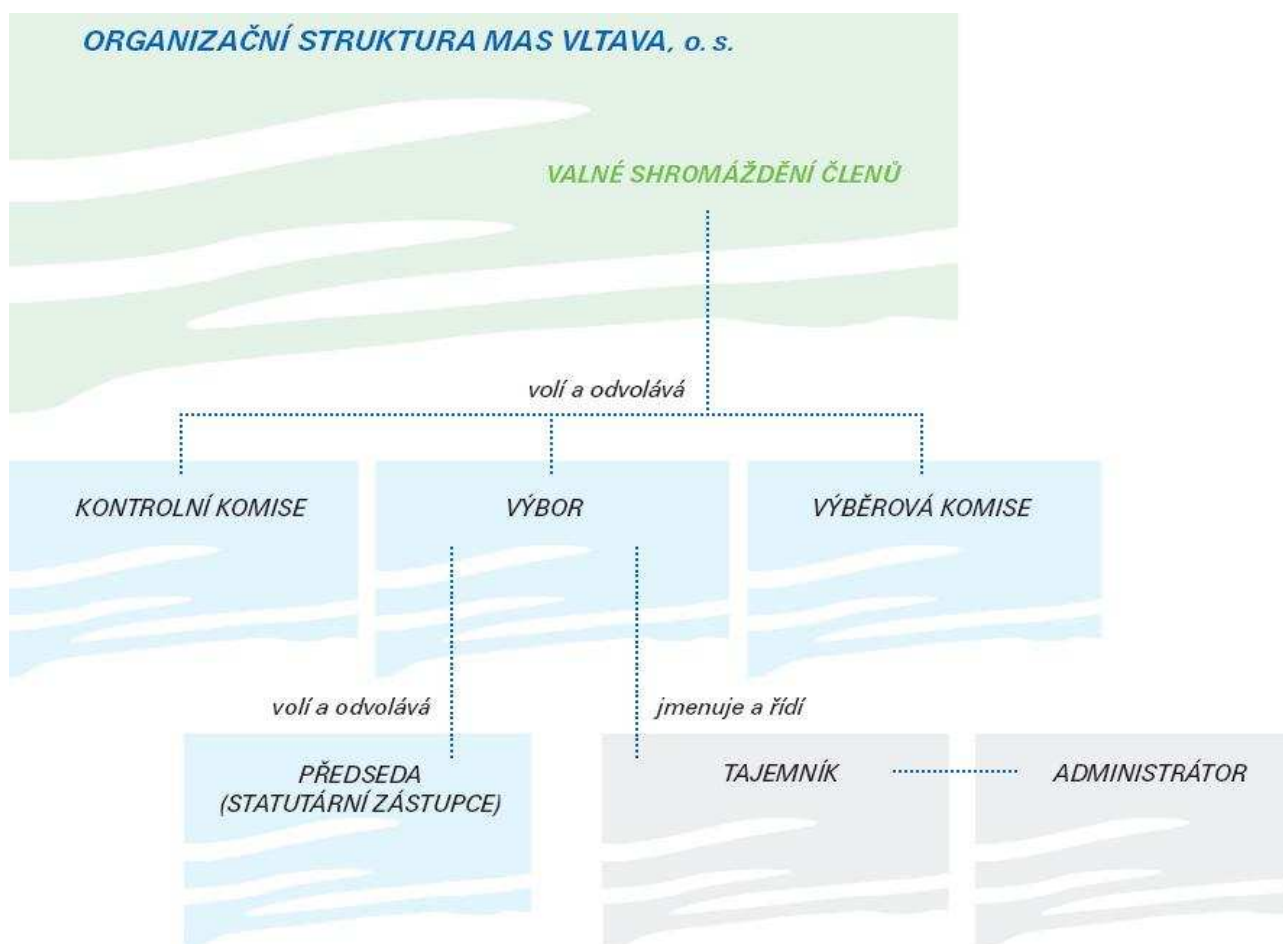 ORGANIZAČNÍ STRUKTURA MAS VLTAVA, o. s.
VALNÉ SHROMÁŽDĚNÍ ČLENŮ
volí a odvolává
KONTROLNÍ KOMISE
VÝBOR
VÝBĚROVÁ KOMISE
volí a odvolává
jmenuje a řídí
PŘEDSEDA
(STATUTÁRNÍ ZÁSTUPCE)
TAJEMNÍK
ADMINISTRÁTOR